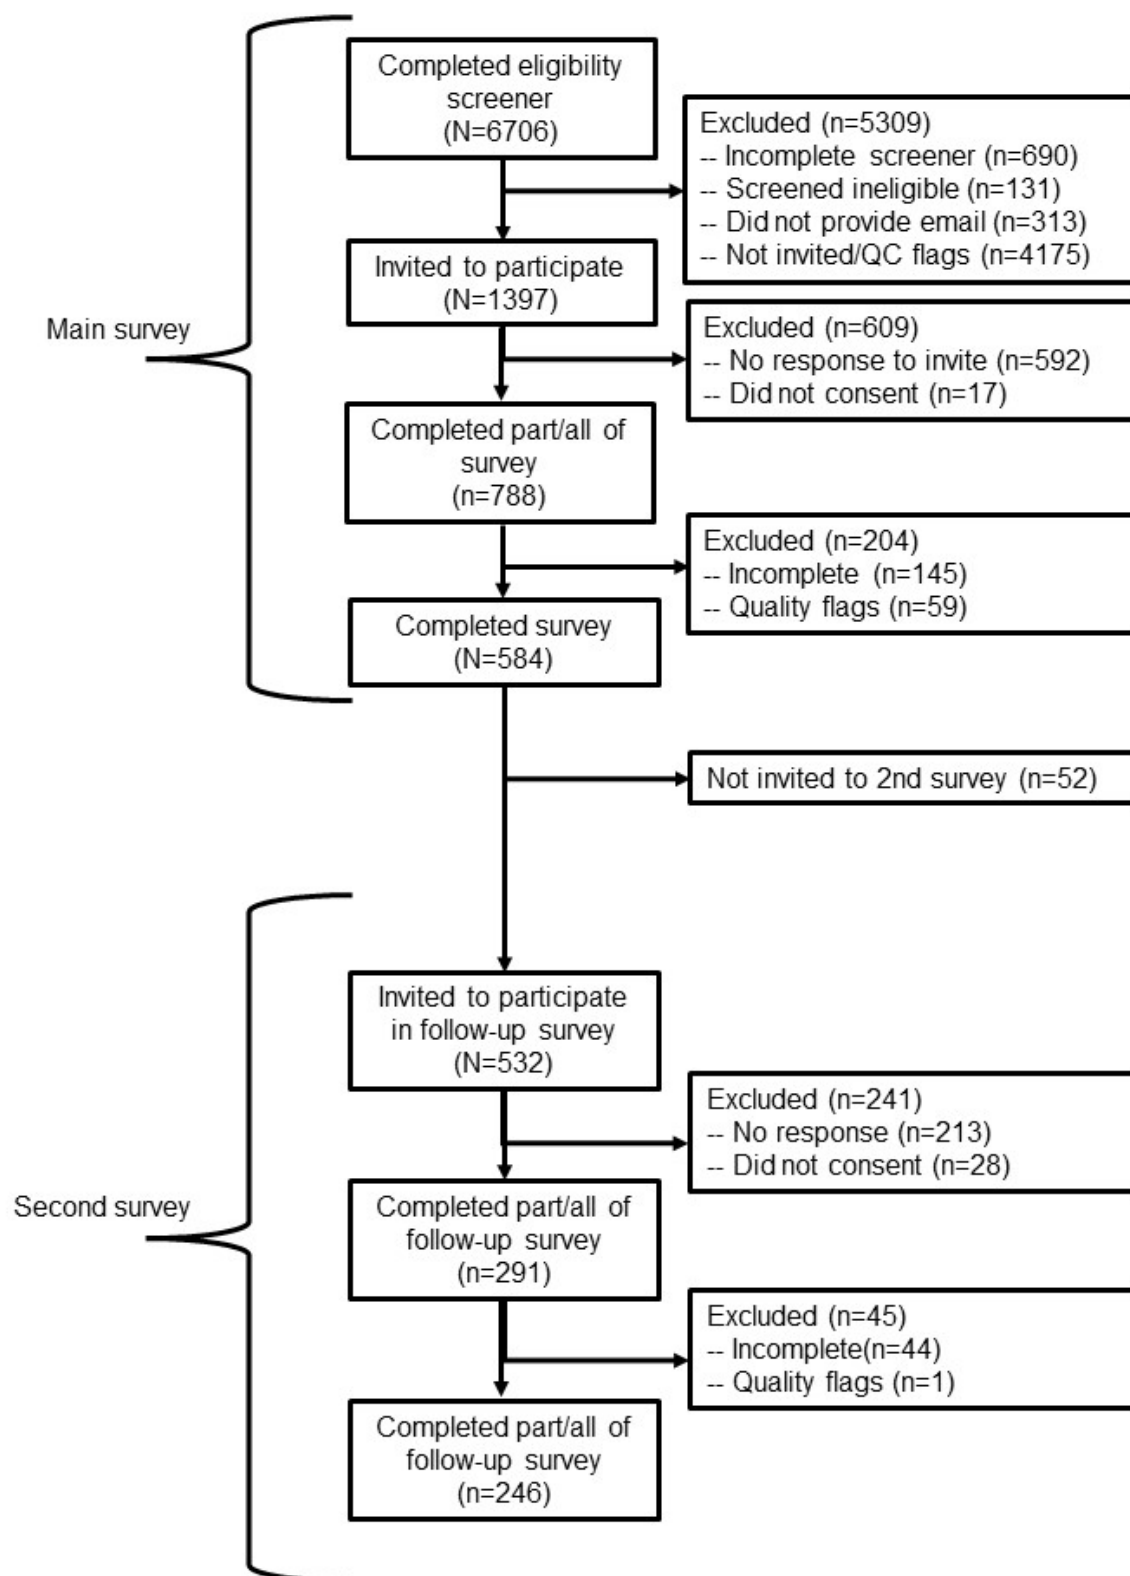 Completed eligibility
screener
(N=6706)
Excluded (n=5309)
-- Incomplete screener (n=690)
-- Screened ineligible (n=131)
-- Did not provide email (n=313)
-- Not invited/QC flags (n=4175)
Invited to participate
(N=1397)
Main survey
Excluded (n=609)
-- No response to invite (n=592)
-- Did not consent (n=17)
Completed part/all of
survey
(n=788)
Excluded (n=204)
-- Incomplete (n=145)
-- Quality flags (n=59)
Completed survey
(N=584)
Not invited to 2nd survey (n=52)
Invited to participate
in follow-up survey
(N=532)
Excluded (n=241)
-- No response (n=213)
-- Did not consent (n=28)
Second survey
Completed part/all of
follow-up survey
(n=291)
Excluded (n=45)
-- Incomplete(n=44)
-- Quality flags (n=1)
Completed part/all of
follow-up survey
(n=246)